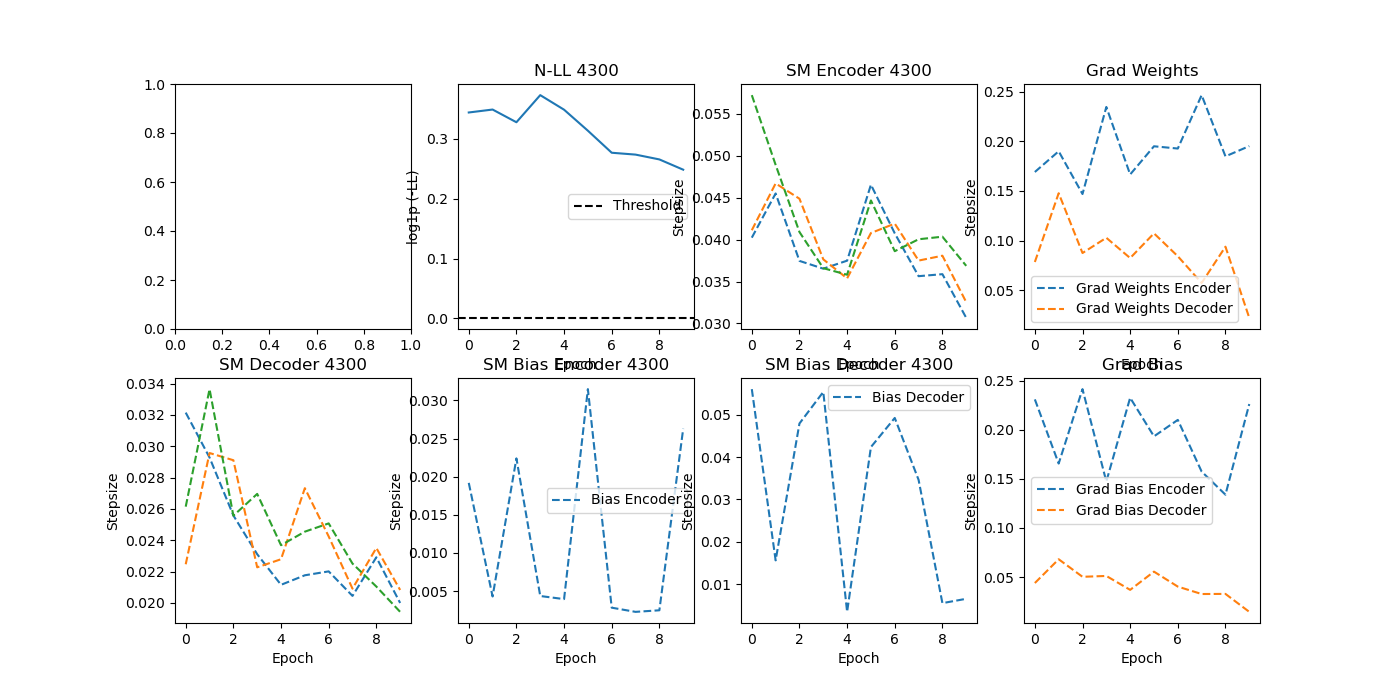 N-LL 4300
SM Encoder 4300
Grad Weights
1.0
0.8
0.6
0.4
0.2
0.0
0.0 0.2 0.4 0.6 0.8 1.0
log1p (-LL)
0.3
0.2
0.1
0.0
Threshold
0 2 4 6 8
Epoch
Stepsize
0.055
0.050
0.045
0.040
0.035
0.030
0 2 4 6 8
Epoch
Stepsize
0.25
0.20
0.15
0.10
0.05
Grad Weights Encoder
Grad Weights Decoder
0 2 4 6 8
Epoch
SM Decoder 4300
SM Bias Encoder 4300
SM Bias Decoder 4300
Grad Bias
Stepsize
0.034
0.032
0.030
0.028
0.026
0.024
0.022
0.020
0 2 4 6 8
Epoch
Stepsize
0.030
0.025
0.020
0.015
0.010
0.005
Bias Encoder
0 2 4 6 8
Epoch
Stepsize
0.05
0.04
0.03
0.02
0.01
Bias Decoder
0 2 4 6 8
Epoch
Stepsize
0.25
0.20
0.15
0.10
0.05
Grad Bias Encoder
Grad Bias Decoder
0 2 4 6 8
Epoch